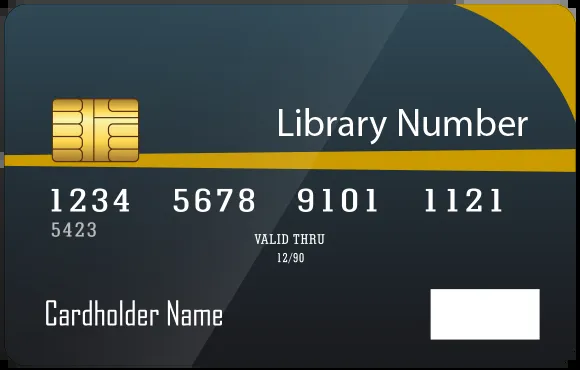 Library Number
1234 5678 9101 1121
5423
VALID THRU
12/90
Cardholder Name